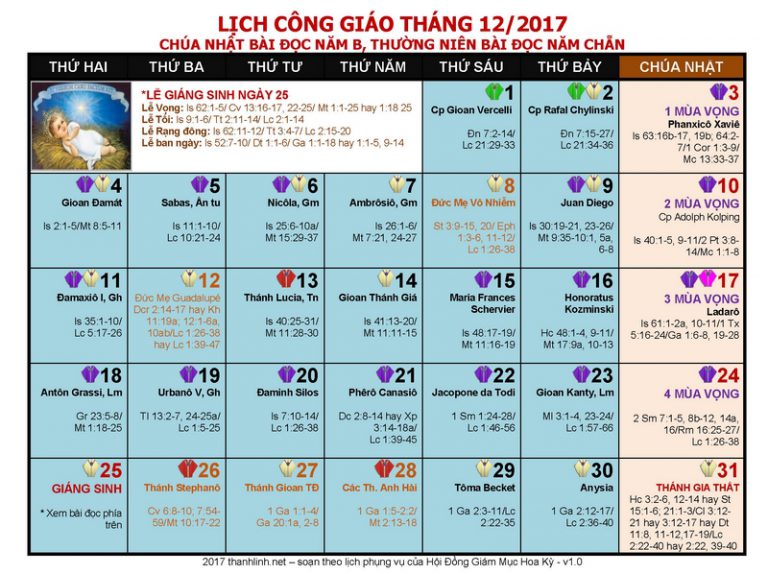 LỊCH CÔNG GIÁO THÁNG 12/2017
CHÚA NHẬT BÀI ĐỌC NĂM B, THƯỜNG NIÊN BÀI ĐỌC NĂM CHẴN
THỨ HAI THỨ BA THỨ TƯ THỨ NĂM THỨ SÁU THỨ BẢY CHÚA NHẬT
*LỄ GIÁNG SINH NGÀY 25
Lễ Vọng: Is 62:1-5/ Cv 13:16-17, 22-25/ Mt 1:1-25 hay 1:18 25
Lễ Tối: Is 9:1-6/ Tt 2:11-14/ Lc 2:1-14
Lễ Rạng đông: Is 62:11-12/ Tt 3:4-7/ Lc 2:15-20
Lễ ban ngày: Is 52:7-10/ Dt 1:1-6/ Ga 1:1-18 hay 1:1-5, 9-14
1
Cp Gioan Vercelli
Đn 7:2-14/
Lc 21:29-33
2
Cp Rafal Chylinski
Đn 7:15-27/
Lc 21:34-36
3
1 MÙA VỌNG
Phanxicô Xaviê
Is 63:16b-17, 19b; 64:2-
7/1 Cor 1:3-9/
Mc 13:33-37
4
Gioan Đamát
Is 2:1-5/Mt 8:5-11
5
Sabas, Ẩn tu
Is 11:1-10/
Lc 10:21-24
6
Nicôla, Gm
Is 25:6-10a/
Mt 15:29-37
7
Ambrôsiô, Gm
Is 26:1-6/
Mt 7:21, 24-27
8
Đức Mẹ Vô Nhiễm
St 3:9-15, 20/ Eph
1:3-6, 11-12/
Lc 1:26-38
9
Juan Diego
Is 30:19-21, 23-26/
Mt 9:35-10:1, 5a,
6-8
10
2 MÙA VỌNG
Cp Adolph Kolping
Is 40:1-5, 9-11/2 Pt 3:8-
14/Mc 1:1-8
11
Đamaxiô I, Gh
Is 35:1-10/
Lc 5:17-26
12
Đức Mẹ Guadalupê
Dcr 2:14-17 hay Kh
11:19a; 12:1-6a,
10ab/Lc 1:26-38
hay Lc 1:39-47
13
Thánh Lucia, Tn
Is 40:25-31/
Mt 11:28-30
14
Gioan Thánh Giá
Is 41:13-20/
Mt 11:11-15
15
Maria Frances
Schervier
Is 48:17-19/
Mt 11:16-19
16
Honoratus
Kozminski
Hc 48:1-4, 9-11/
Mt 17:9a, 10-13
17
3 MÙA VỌNG
Ladarô
Is 61:1-2a, 10-11/1 Tx
5:16-24/Ga 1:6-8, 19-28
18
Antôn Grassi, Lm
Gr 23:5-8/
Mt 1:18-25
19
Urbanô V, Gh
Tl 13:2-7, 24-25a/
Lc 1:5-25
20
Đaminh Silos
Is 7:10-14/
Lc 1:26-38
21
Phêrô Canasiô
Dc 2:8-14 hay Xp
3:14-18a/
Lc 1:39-45
22
Jacopone da Todi
1 Sm 1:24-28/
Lc 1:46-56
23
Gioan Kanty, Lm
Ml 3:1-4, 23-24/
Lc 1:57-66
24
4 MÙA VỌNG
2 Sm 7:1-5, 8b-12, 14a,
16/Rm 16:25-27/
Lc 1:26-38
25
GIÁNG SINH
* Xem bài đọc phía
trên
26
Thánh Stephanô
Cv 6:8-10; 7:54-
59/Mt 10:17-22
27
Thánh Gioan TĐ
1 Ga 1:1-4/
Ga 20:1a, 2-8
28
Các Th. Anh Hài
1 Ga 1:5-2:2/
Mt 2:13-18
29
Tôma Becket
1 Ga 2:3-11/Lc
2:22-35
30
Anysia
1 Ga 2:12-17/
Lc 2:36-40
31
THÁNH GIA THẤT
Hc 3:2-6, 12-14 hay St
15:1-6; 21:1-3/Cl 3:12-
21 hay 3:12-17 hay Dt
11:8, 11-12,17-19/Lc
2:22-40 hay 2:22, 39-40
2017 thanhlinh.net – soạn theo lịch phụng vụ của Hội Đồng Giám Mục Hoa Kỳ - v1.0